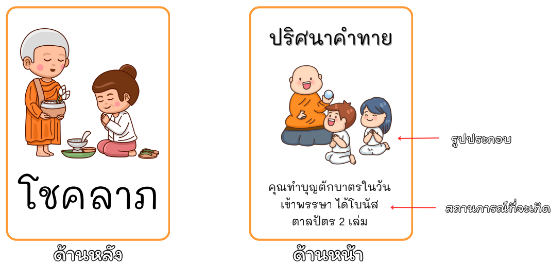 โชคลาภ
ด้านหลัง
ปริศนาคำทาย
คุณทำบุญตักบาตรในวัน
เข้าพรรษา ได้โบนัส
ตาลปัตร 2 เล่ม
ด้านหน้า
รูปประกอบ
สถานการณ์ที่จะเกิด